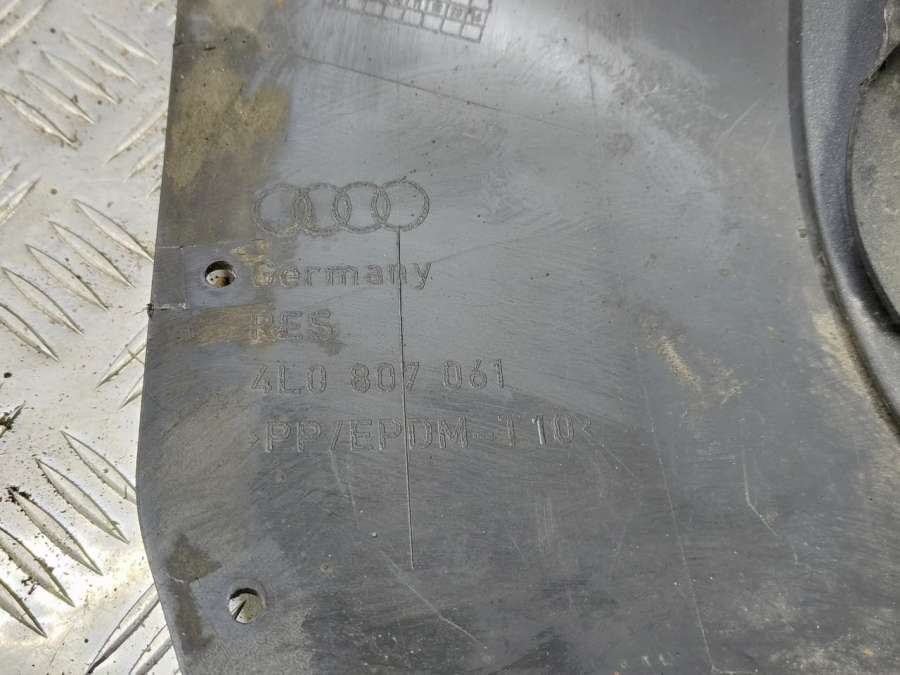 Germany
RES
4L0 807 061
>PP/EPDM-T10<